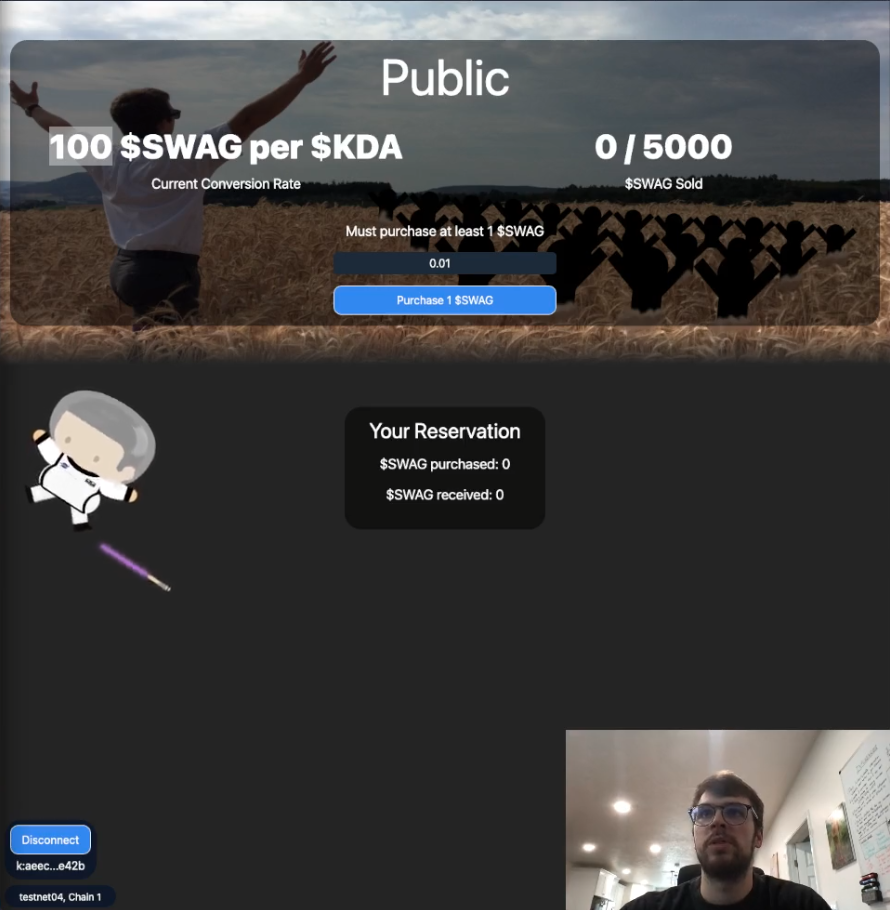 Public
100 $SWAG per $KDA
0 / 5000
Current Conversion Rate
$SWAG Sold
Must purchase at least 1 $SWAG
0.01
Purchase 1 $SWAG
Your Reservation
$SWAG purchased: 0
$SWAG received: 0
Disconnect
k:aeec...e42b
testnet04, Chain 1